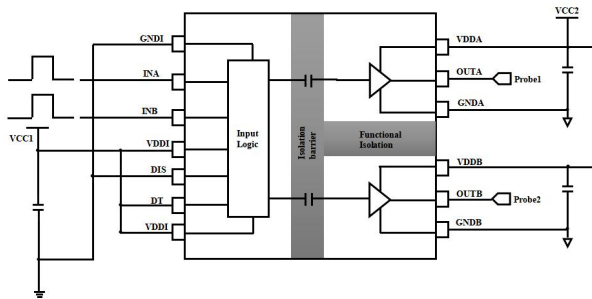 VCC2
GNDI
VDDA
INA
OUTA
Probe1
INB
GNDA
VCC1
Input
Logic
Isolation
barrier
Functional
Isolation
VDDI
VDDB
DIS
DT
OUTB
Probe2
VDDI
GNDB